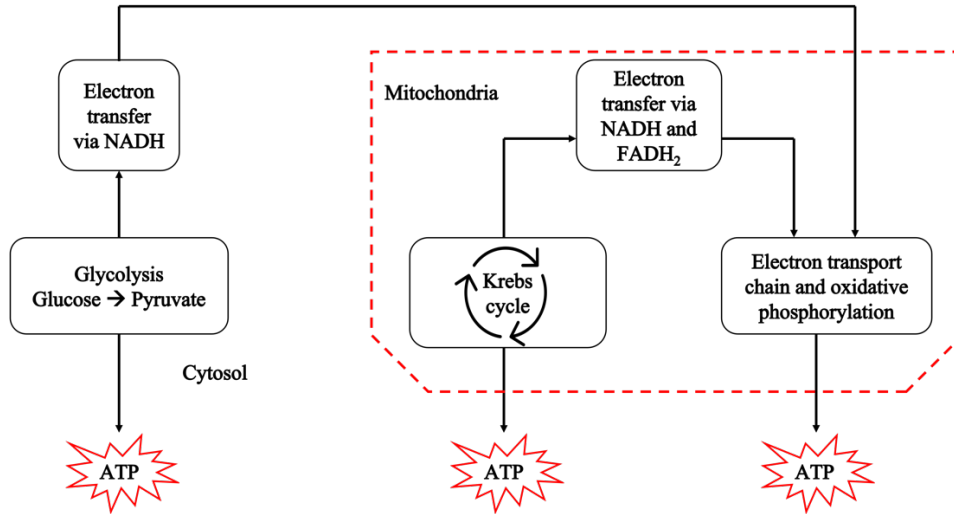 Electron
transfer
via NADH
Mitochondria
Electron
transfer via
NADH and
FADH₂
Glycolysis
Glucose → Pyruvate
Krebs
cycle
Electron transport
chain and oxidative
phosphorylation
Cytosol
ATP
ATP
ATP